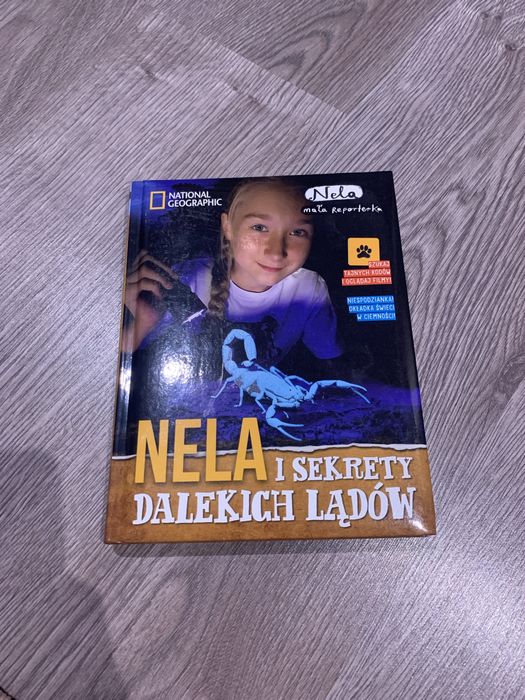 NATIONAL
GEOGRAPHIC
Nela
mała RepoRteRka
SZUKAJ
TAJNYCH KODÓW
I OGLĄDAJ FILMY!
NIESPODZIANKA!
OKŁADKA ŚWIECI
W CIEMNOŚCI!
NELA I SEKRETY
DALEKICH LĄDÓW